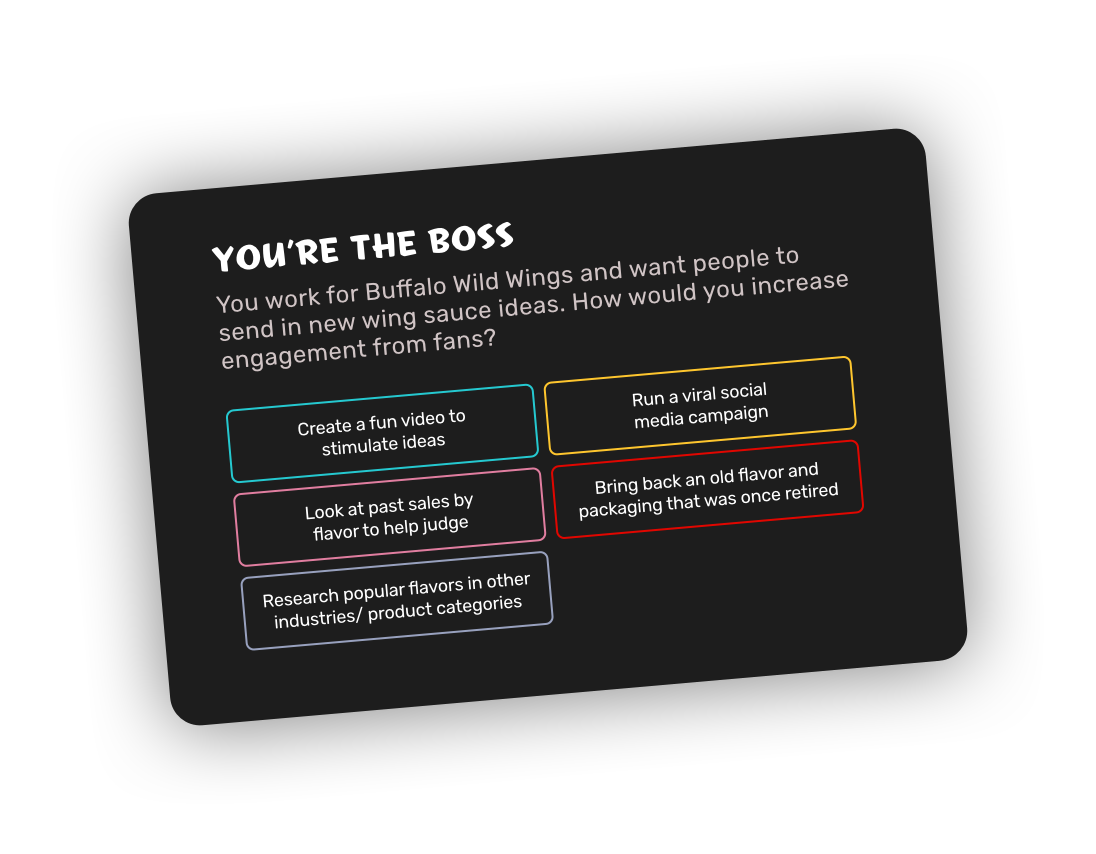 YOU'RE THE BOSS
You work for Buffalo Wild Wings and want people to
send in new wing sauce ideas. How would you increase
engagement from fans?
Create a fun video to
stimulate ideas
Run a viral social
media campaign
Look at past sales by
flavor to help judge
Bring back an old flavor and
packaging that was once retired
Research popular flavors in other
industries/ product categories